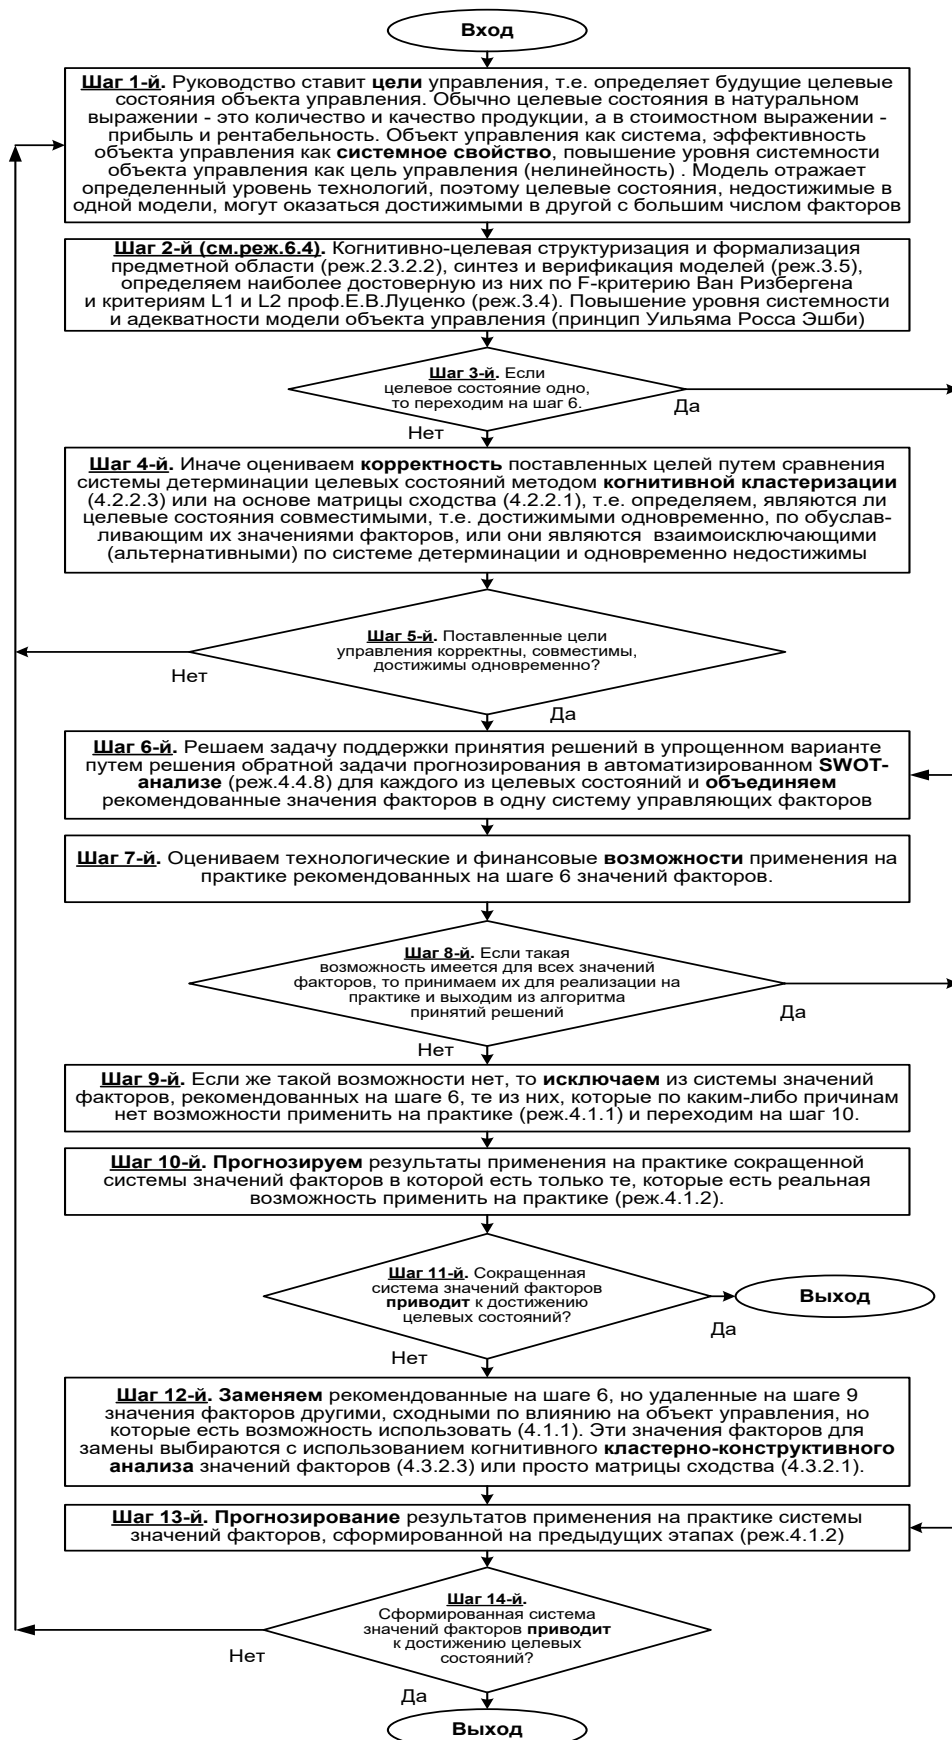 Вход
Шаг 1-й. Руководство ставит цели управления, т.е. определяет будущие целевые
состояния объекта управления. Обычно целевые состояния в натуральном
выражении - это количество и качество продукции, а в стоимостном выражении -
прибыль и рентабельность. Объект управления как система, эффективность
объекта управления как системное свойство, повышение уровня системности
объекта управления как цель управления (нелинейность) . Модель отражает
определенный уровень технологий, поэтому целевые состояния, недостижимые в
одной модели, могут оказаться достижимыми в другой с большим числом факторов
Шаг 2-й (см.реж.6.4). Когнитивно-целевая структуризация и формализация
предметной области (реж.2.3.2.2), синтез и верификация моделей (реж.3.5),
определяем наиболее достоверную из них по F-критерию Ван Ризбергена
и критериям L1 и L2 проф.Е.В.Луценко (реж.3.4). Повышение уровня системности
и адекватности модели объекта управления (принцип Уильяма Росса Эшби)
Шаг 3-й. Если
целевое состояние одно,
то переходим на шаг 6.
Да
Нет
Шаг 4-й. Иначе оцениваем корректность поставленных целей путем сравнения
системы детерминации целевых состояний методом когнитивной кластеризации
(4.2.2.3) или на основе матрицы сходства (4.2.2.1), т.е. определяем, являются ли
целевые состояния совместимыми, т.е. достижимыми одновременно, по обуслав-
ливающим их значениями факторов, или они являются взаимоисключающими
(альтернативными) по системе детерминации и одновременно недостижимы
Шаг 5-й. Поставленные цели
управления корректны, совместимы,
достижимы одновременно?
Нет
Да
Шаг 6-й. Решаем задачу поддержки принятия решений в упрощенном варианте
путем решения обратной задачи прогнозирования в автоматизированном SWOT-
анализе (реж.4.4.8) для каждого из целевых состояний и объединяем
рекомендованные значения факторов в одну систему управляющих факторов
Шаг 7-й. Оцениваем технологические и финансовые возможности применения на
практике рекомендованных на шаге 6 значений факторов.
Шаг 8-й. Если такая
возможность имеется для всех значений
факторов, то принимаем их для реализации на
практике и выходим из алгоритма
принятий решений
Да
Нет
Шаг 9-й. Если же такой возможности нет, то исключаем из системы значений
факторов, рекомендованных на шаге 6, те из них, которые по каким-либо причинам
нет возможности применить на практике (реж.4.1.1) и переходим на шаг 10.
Шаг 10-й. Прогнозируем результаты применения на практике сокращенной
системы значений факторов в которой есть только те, которые есть реальная
возможность применить на практике (реж.4.1.2).
Шаг 11-й. Сокращенная
система значений факторов
приводит к достижению
целевых состояний?
Выход
Да
Нет
Шаг 12-й. Заменяем рекомендованные на шаге 6, но удаленные на шаге 9
значения факторов другими, сходными по влиянию на объект управления, но
которые есть возможность использовать (4.1.1). Эти значения факторов для
замены выбираются с использованием когнитивного кластерно-конструктивного
анализа значений факторов (4.3.2.3) или просто матрицы сходства (4.3.2.1).
Шаг 13-й. Прогнозирование результатов применения на практике системы
значений факторов, сформированной на предыдущих этапах (реж.4.1.2)
Шаг 14-й.
Сформированная система
значений факторов приводит
к достижению целевых
состояний?
Нет
Да
Выход